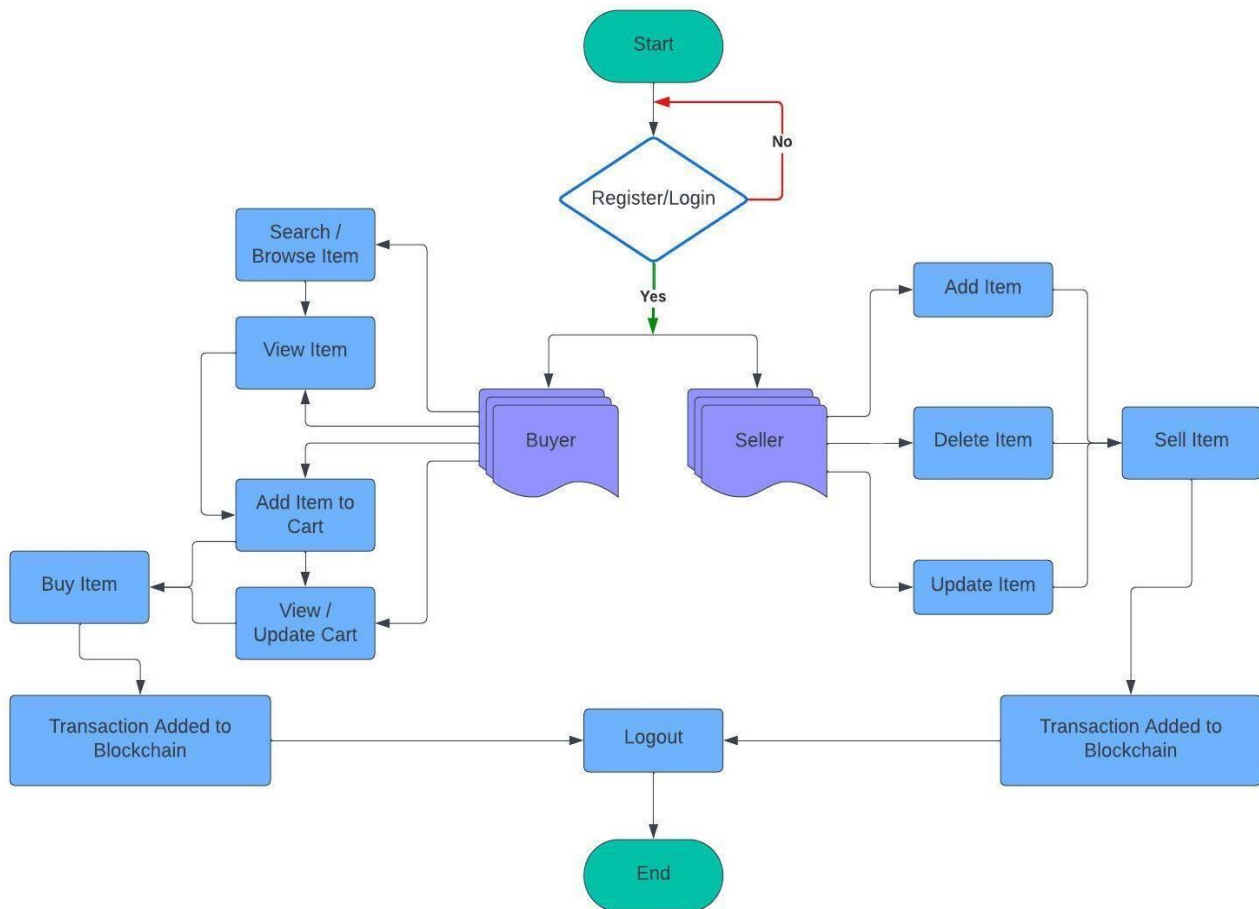 Start
No
Register/Login
Yes
Search /
Browse Item
View Item
Buyer
Add Item to
Cart
View /
Update Cart
Buy Item
Transaction Added to
Blockchain
Seller
Add Item
Delete Item
Update Item
Sell Item
Transaction Added to
Blockchain
Logout
End